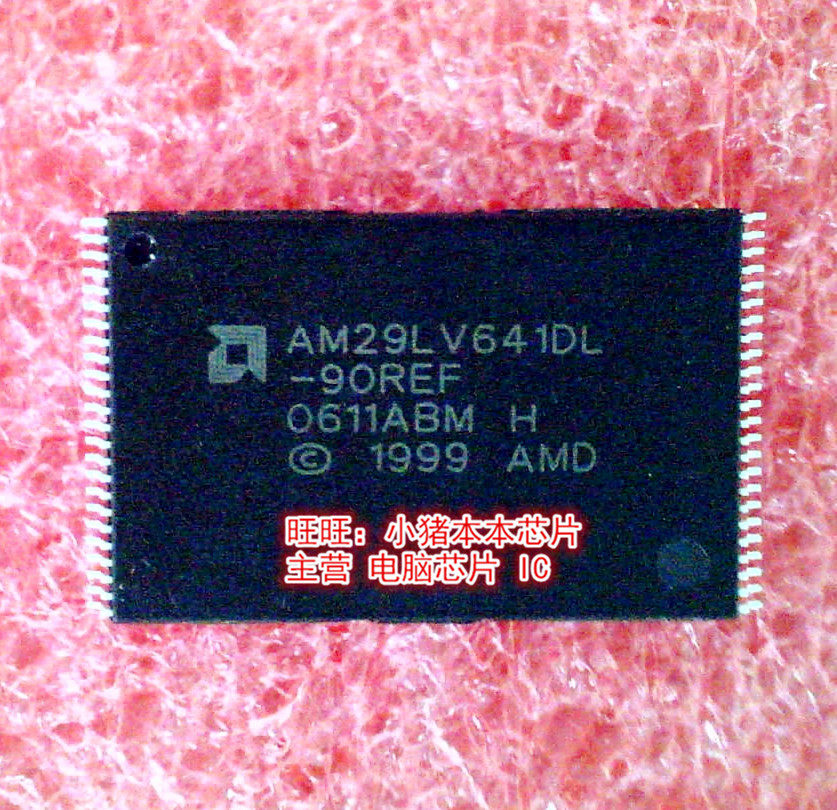 AM29LV641DL
-90REF
0611ABM H
© 1999 AMD
旺旺：小猪本本芯片
主营 电脑芯片 IC